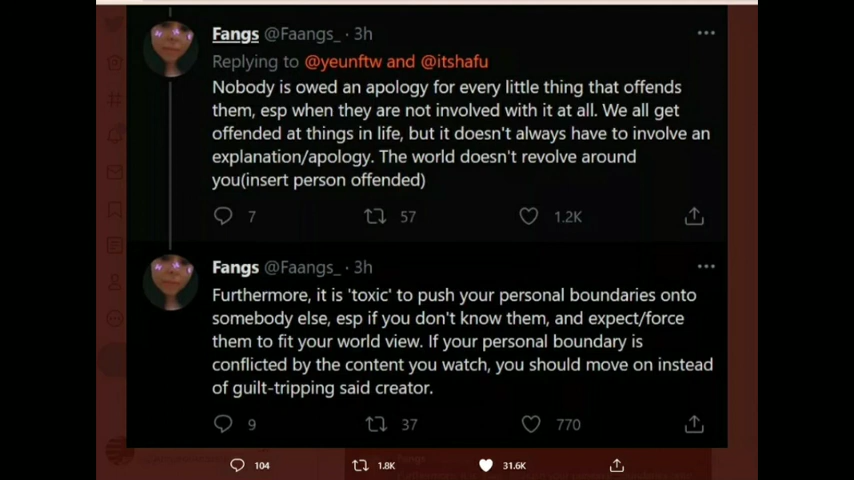 Fangs @Faangs_ · 3h
Replying to @yeunftw and @itshafu
Nobody is owed an apology for every little thing that offends
them, esp when they are not involved with it at all. We all get
offended at things in life, but it doesn't always have to involve an
explanation/apology. The world doesn't revolve around
you(insert person offended)
7 57 1.2K
Fangs @Faangs_ · 3h
Furthermore, it is 'toxic' to push your personal boundaries onto
somebody else, esp if you don't know them, and expect/force
them to fit your world view. If your personal boundary is
conflicted by the content you watch, you should move on instead
of guilt-tripping said creator.
9 37 770
104 1.8K 31.6K